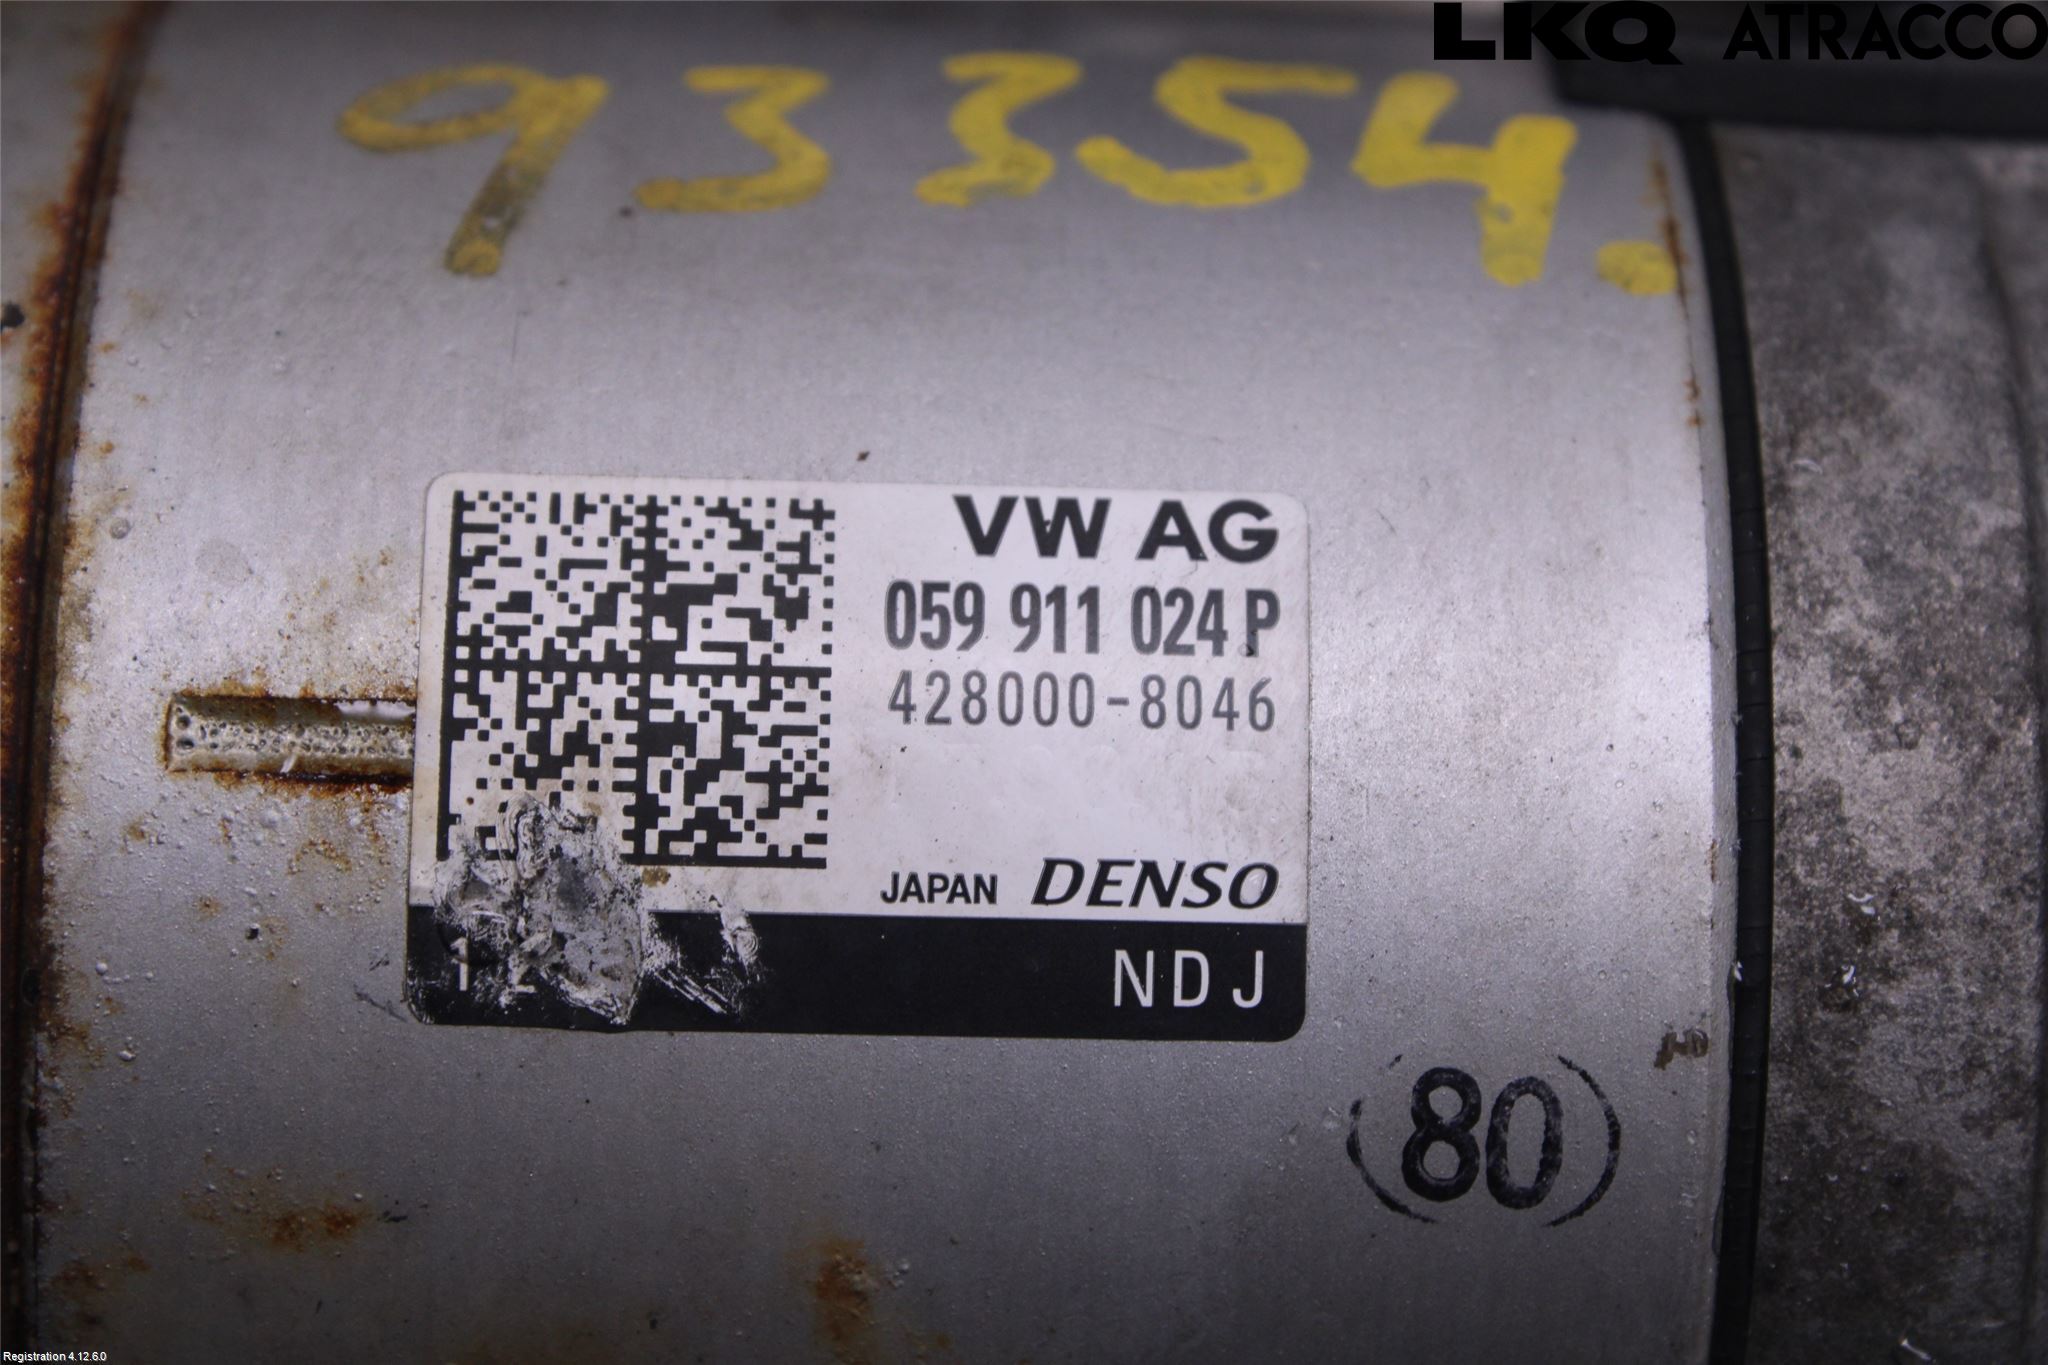 LKQ ATRACCO
93354.
VW AG
059 911 024 P
428000-8046
JAPAN DENSO
1
NDJ
(80)
Registration 4.12.6.0